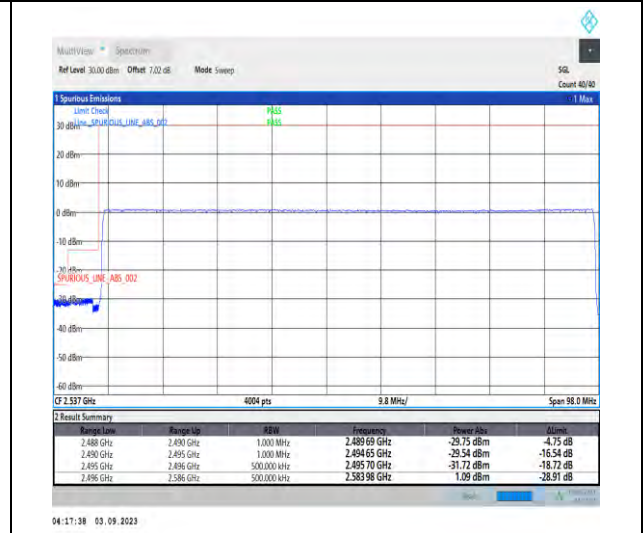 MultiView Spectrum
Ref Level 30.00 dBm Offset 7.02 dB Mode Sweep SGL
Count 40/40
1 Spurious Emissions 1 Max
Limit Check PASS
Line _SPURIOUS_LINE_ABS_002 PASS
30 dBm
20 dBm
10 dBm
0 dBm
-10 dBm
-20 dBm
SPURIOUS_LINE_ABS_002
-30 dBm
-40 dBm
-50 dBm
-60 dBm
CF 2.537 GHz 4004 pts 9.8 MHz/ Span 98.0 MHz
2 Result Summary
Range Low Range Up RBW Frequency Power Abs ΔLimit
2.488 GHz 2.490 GHz 1.000 MHz 2.489 69 GHz -29.75 dBm -4.75 dB
2.490 GHz 2.495 GHz 1.000 MHz 2.494 65 GHz -29.54 dBm -16.54 dB
2.495 GHz 2.496 GHz 500.000 kHz 2.495 70 GHz -31.72 dBm -18.72 dB
2.496 GHz 2.586 GHz 500.000 kHz 2.583 98 GHz 1.09 dBm -28.91 dB
04:17:38 03.09.2023